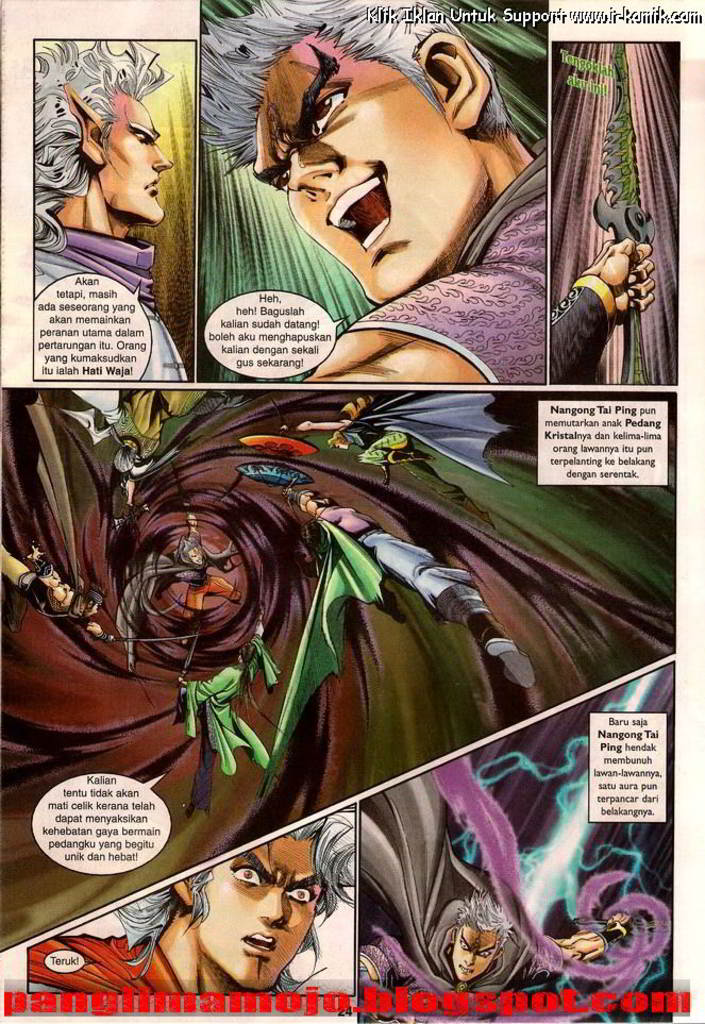 Klik Iklan Untuk Support www.ir-komik.com
Akan
tetapi, masih
ada seseorang yang
akan memainkan
peranan utama dalam
pertarungan itu. Orang
yang kumaksudkan
itu ialah Hati Waja!
Heh,
heh! Baguslah
kalian sudah datang!
boleh aku menghapuskan
kalian dengan sekali
gus sekarang!
Tengoklah
aku ini!
Nangong Tai Ping pun
memutarkan anak Pedang
Kristalnya dan kelima-lima
orang lawannya itu pun
terpelanting ke belakang
dengan serentak.
Kalian
tentu tidak akan
mati celik kerana telah
dapat menyaksikan
kehebatan gaya bermain
pedangku yang begitu
unik dan hebat!
Baru saja
Nangong Tai
Ping hendak
membunuh
lawan-lawannya,
satu aura pun
terpancar dari
belakangnya.
Teruk!
panglimamojo.blogspot.com
24